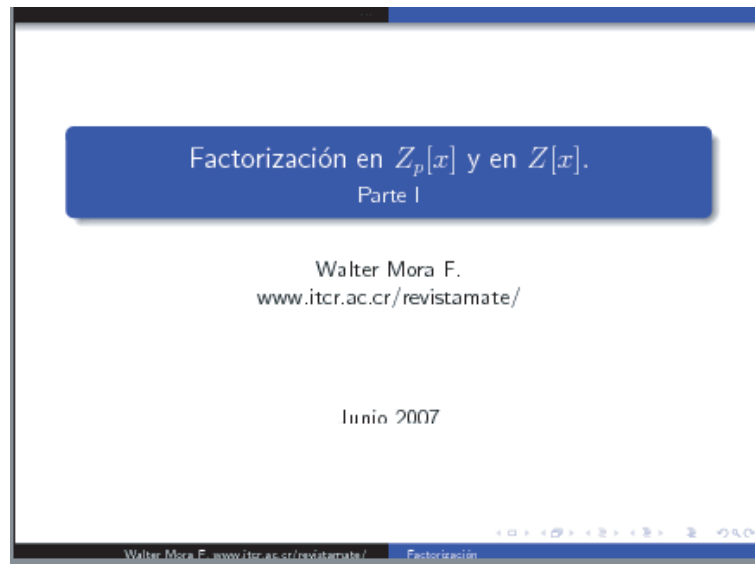 Factorización en $Z_p[x]$ y en $Z[x]$.
Parte I
Walter Mora F.
www.itcr.ac.cr/revistamate/
Junio 2007
Walter Mora F. www.itcr.ac.cr/revistamate/ Factorización